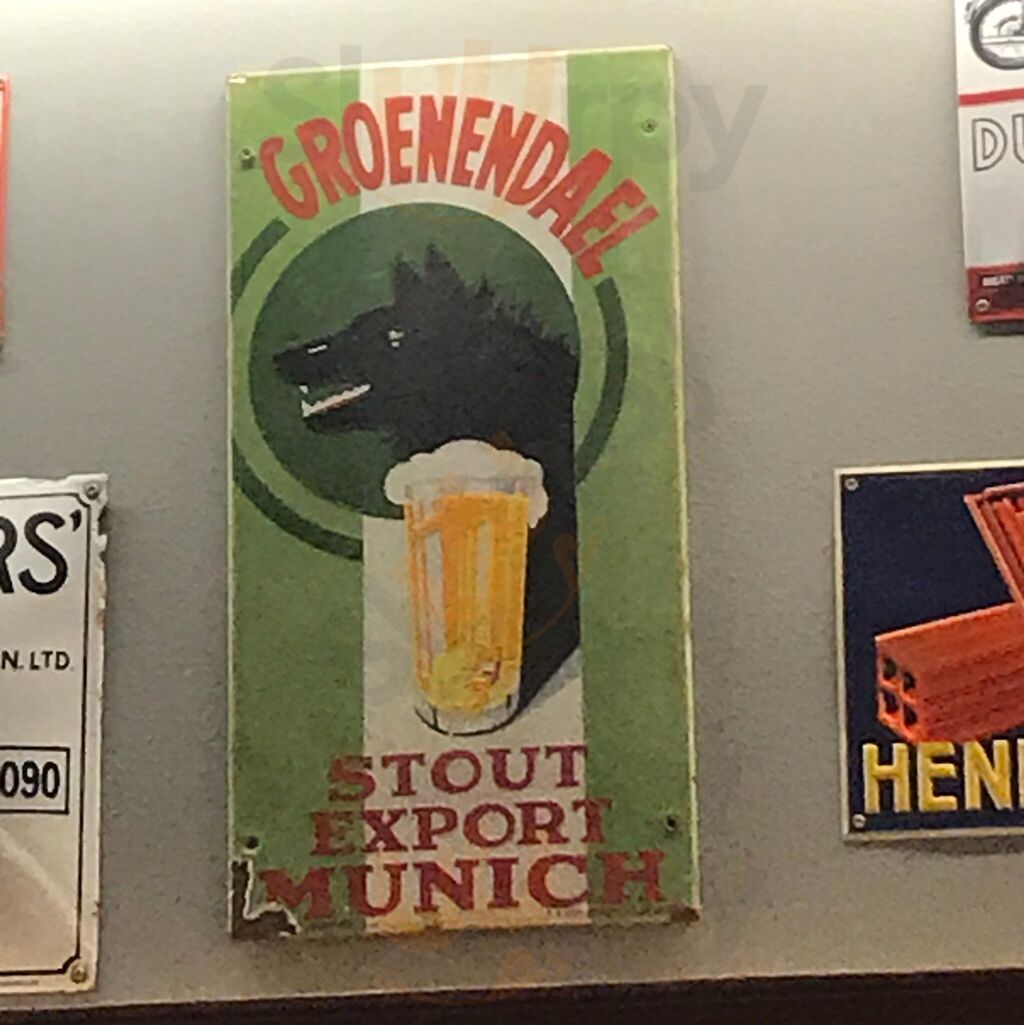 GROENENDAEL
STOUT
EXPORT
MUNICH
RS'
N. LTD.
090
DU
HEN